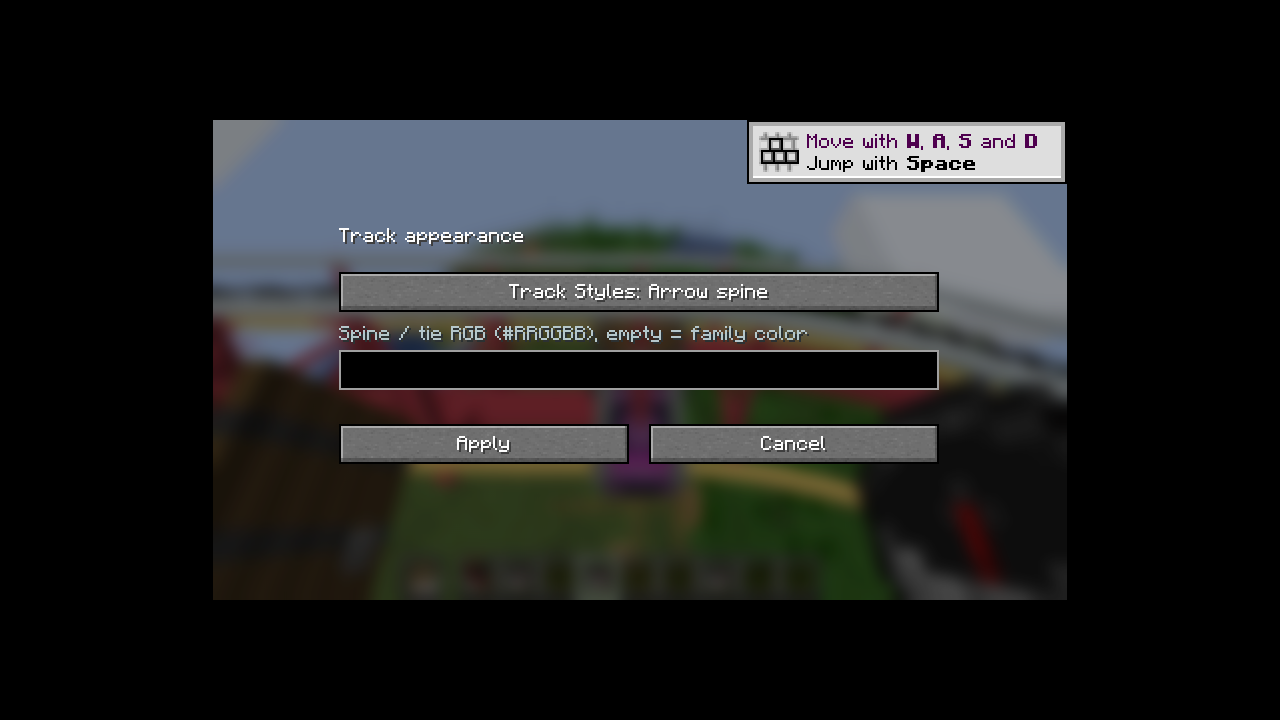 Move with W, A, S and D
Jump with Space
Track appearance
Track Styles: Arrow spine
Spine / tie RGB (#RRGGBB), empty = family color
Apply
Cancel